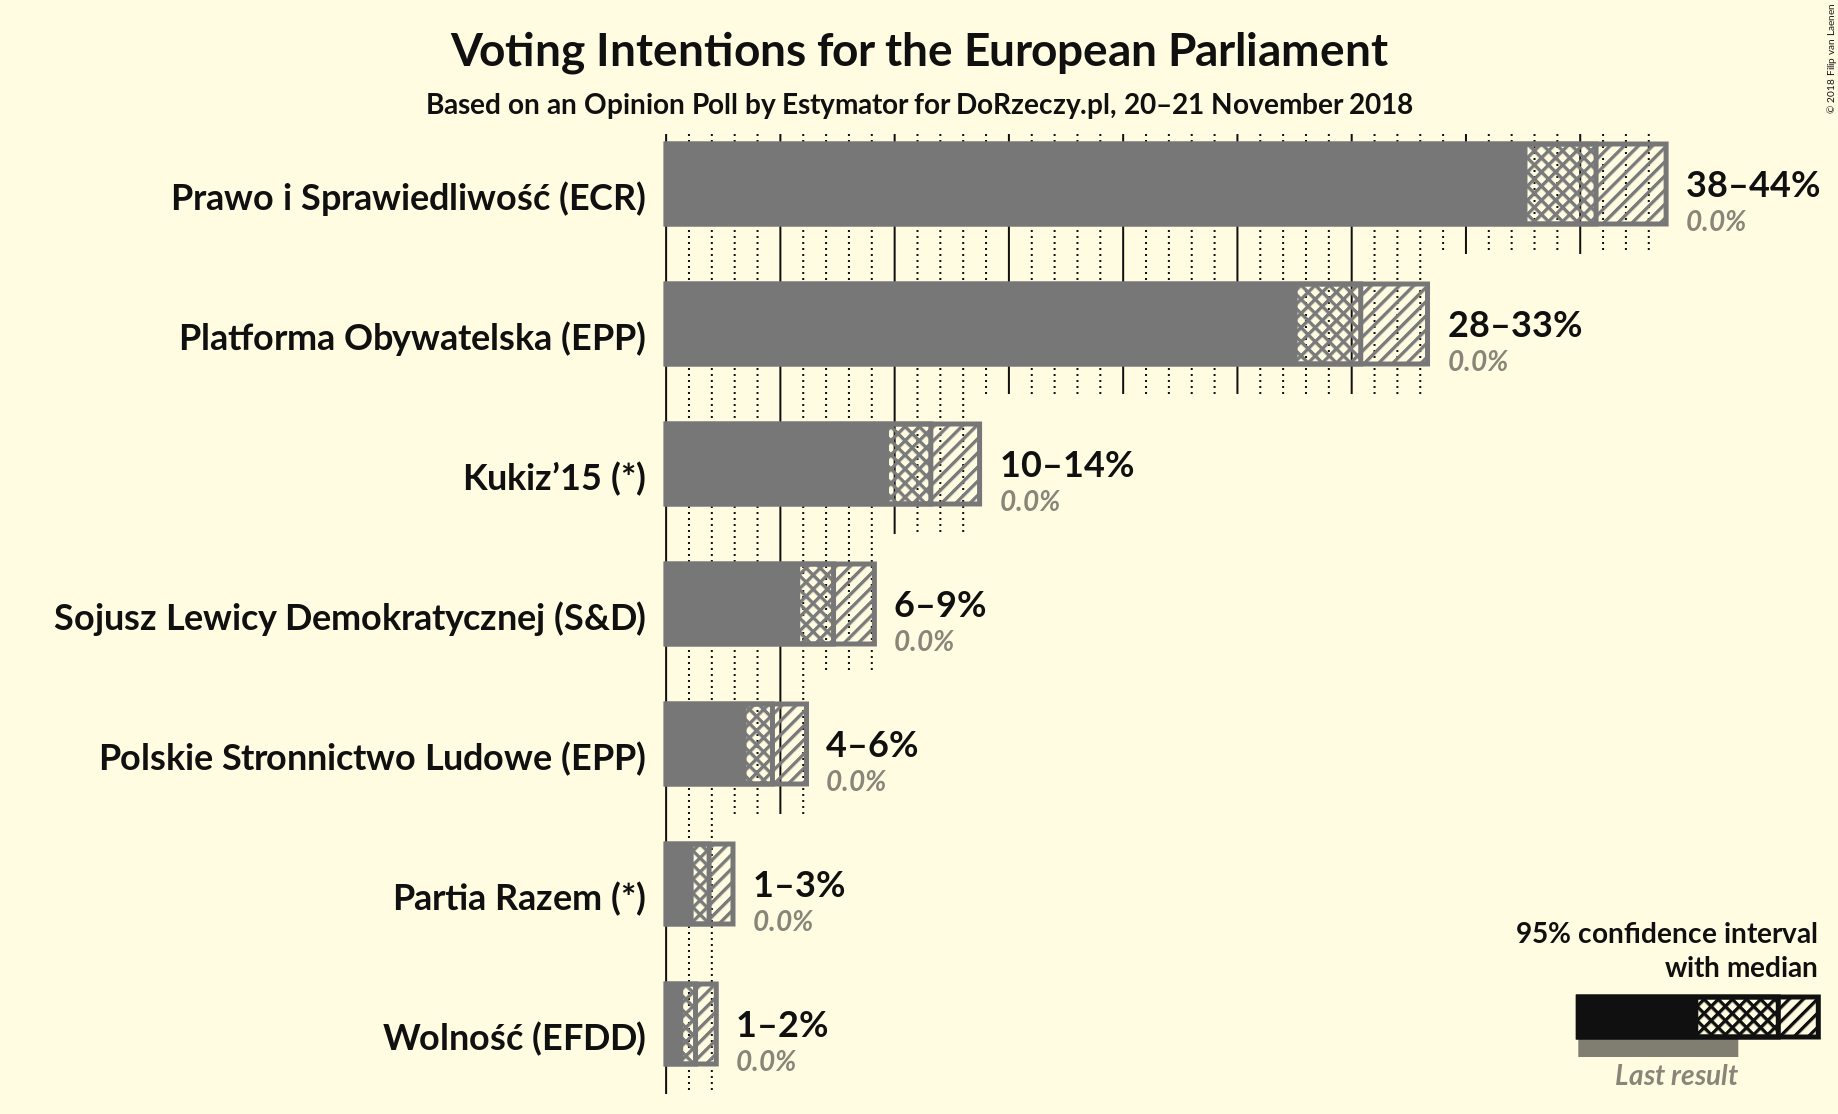 Voting Intentions for the European Parliament
Based on an Opinion Poll by Estymator for DoRzeczy.pl, 20–21 November 2018
© 2018 Filip van Laenen
Prawo i Sprawiedliwość (ECR)
38–44%
0.0%
Platforma Obywatelska (EPP)
28–33%
0.0%
Kukiz’15 (*)
10–14%
0.0%
Sojusz Lewicy Demokratycznej (S&D)
6–9%
0.0%
Polskie Stronnictwo Ludowe (EPP)
4–6%
0.0%
Partia Razem (*)
1–3%
0.0%
Wolność (EFDD)
1–2%
0.0%
95% confidence interval
with median
Last result